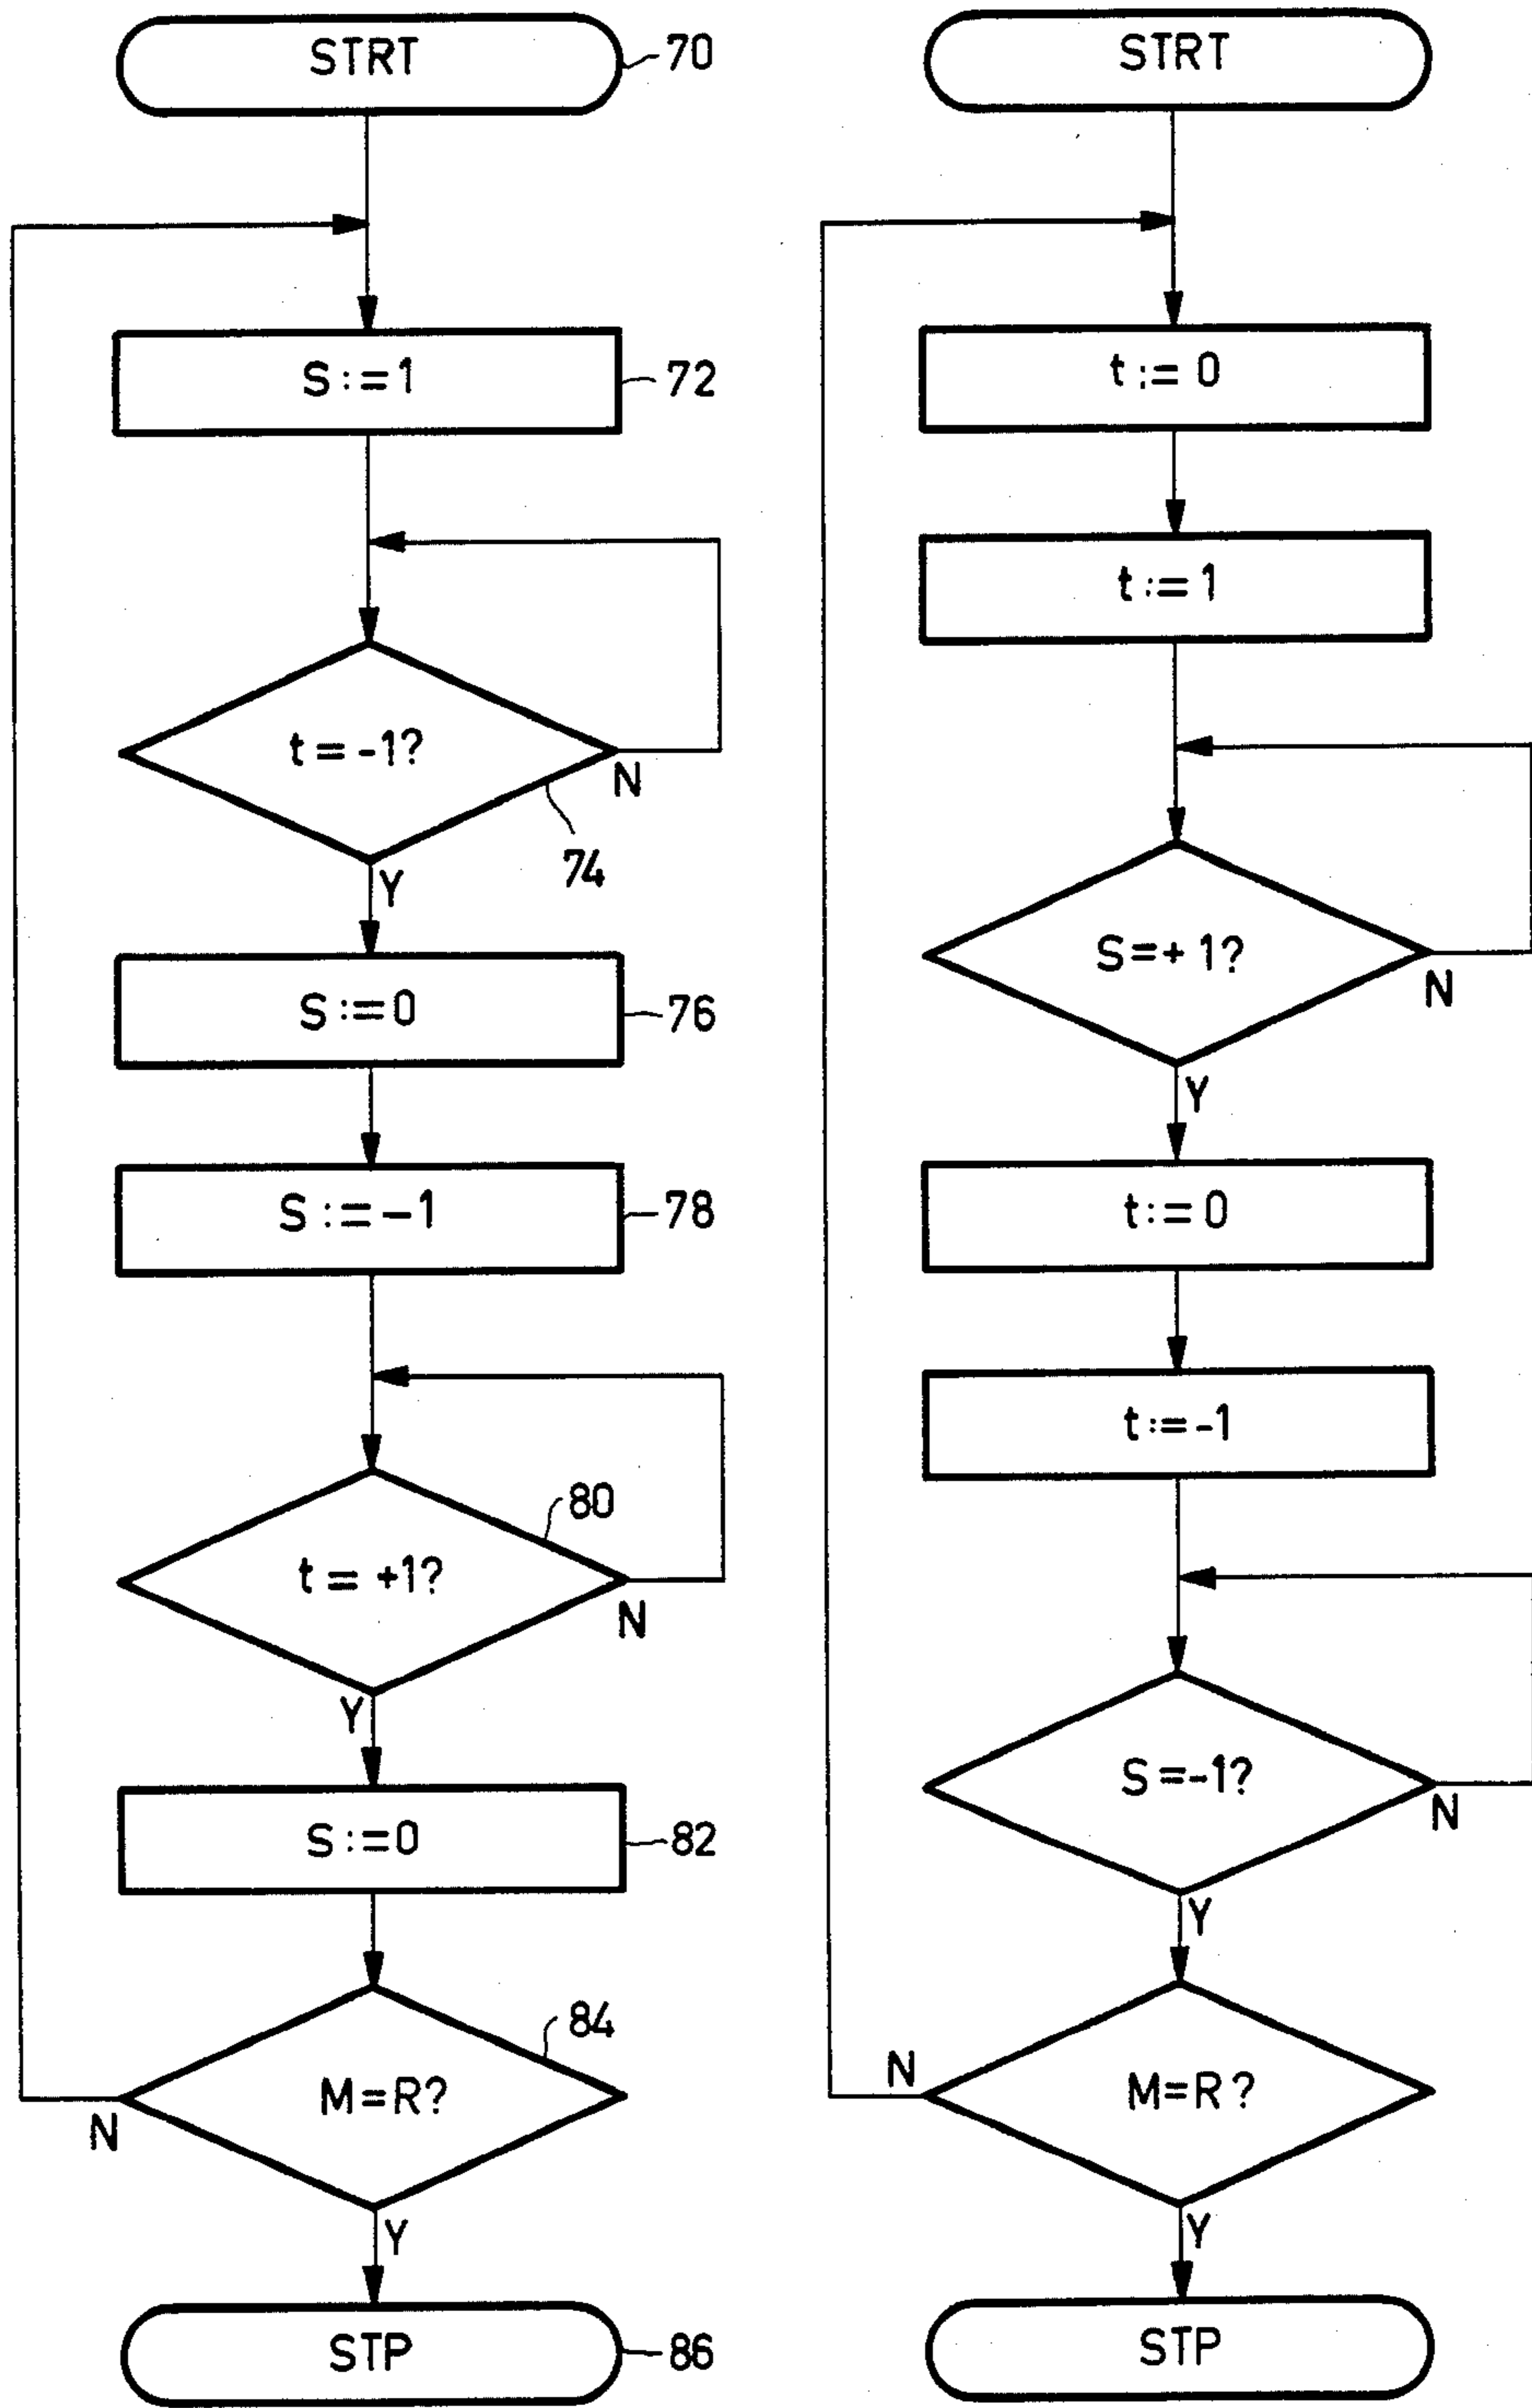 STRT
70
S := 1
72
t = -1?
N
74
Y
S := 0
76
S := -1
78
80
t = +1?
N
Y
S := 0
82
84
M = R?
N
Y
STP
86
STRT
t := 0
t := 1
S = + 1?
N
Y
t := 0
t := -1
S = -1?
N
Y
N
M = R?
Y
STP